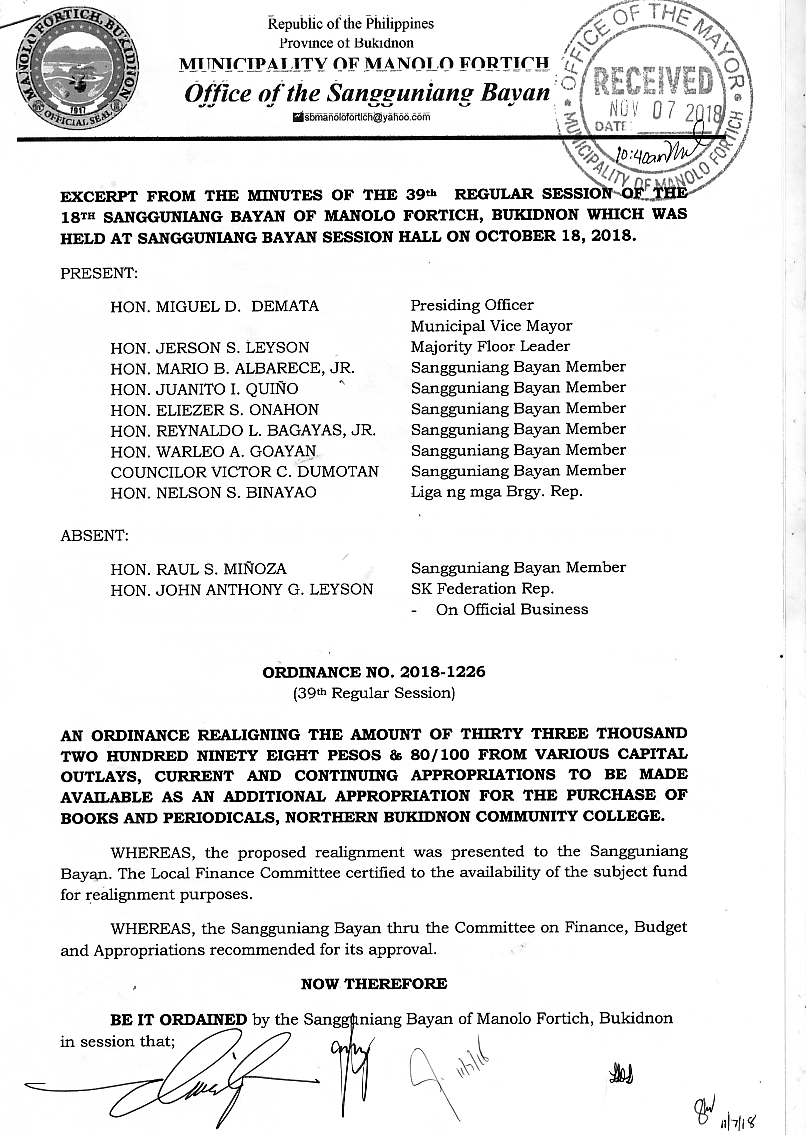 Republic of the Philippines
Province of Bukidnon
MUNICIPALITY OF MANOLO FORTICH
Office of the Sangguniang Bayan
sbmanolofortich@yahoo.com
MANOLO FORTICH, BUKIDNON
1917
OFFICIAL SEAL
OFFICE OF THE MAYOR
RECEIVED
NOV 07 2018
DATE:
10:40am
MUNICIPALITY OF MANOLO FORTICH
EXCERPT FROM THE MINUTES OF THE 39th REGULAR SESSION OF THE
18TH SANGGUNIANG BAYAN OF MANOLO FORTICH, BUKIDNON WHICH WAS
HELD AT SANGGUNIANG BAYAN SESSION HALL ON OCTOBER 18, 2018.
PRESENT:
HON. MIGUEL D. DEMATA Presiding Officer
Municipal Vice Mayor
HON. JERSON S. LEYSON Majority Floor Leader
HON. MARIO B. ALBARECE, JR. Sangguniang Bayan Member
HON. JUANITO I. QUIÑO Sangguniang Bayan Member
HON. ELIEZER S. ONAHON Sangguniang Bayan Member
HON. REYNALDO L. BAGAYAS, JR. Sangguniang Bayan Member
HON. WARLEO A. GOAYAN Sangguniang Bayan Member
COUNCILOR VICTOR C. DUMOTAN Sangguniang Bayan Member
HON. NELSON S. BINAYAO Liga ng mga Brgy. Rep.
ABSENT:
HON. RAUL S. MIÑOZA Sangguniang Bayan Member
HON. JOHN ANTHONY G. LEYSON SK Federation Rep.
- On Official Business
ORDINANCE NO. 2018-1226
(39th Regular Session)
AN ORDINANCE REALIGNING THE AMOUNT OF THIRTY THREE THOUSAND
TWO HUNDRED NINETY EIGHT PESOS & 80/100 FROM VARIOUS CAPITAL
OUTLAYS, CURRENT AND CONTINUING APPROPRIATIONS TO BE MADE
AVAILABLE AS AN ADDITIONAL APPROPRIATION FOR THE PURCHASE OF
BOOKS AND PERIODICALS, NORTHERN BUKIDNON COMMUNITY COLLEGE.
WHEREAS, the proposed realignment was presented to the Sangguniang
Bayan. The Local Finance Committee certified to the availability of the subject fund
for realignment purposes.
WHEREAS, the Sangguniang Bayan thru the Committee on Finance, Budget
and Appropriations recommended for its approval.
NOW THEREFORE
BE IT ORDAINED by the Sangguniang Bayan of Manolo Fortich, Bukidnon
in session that;
11/7/18